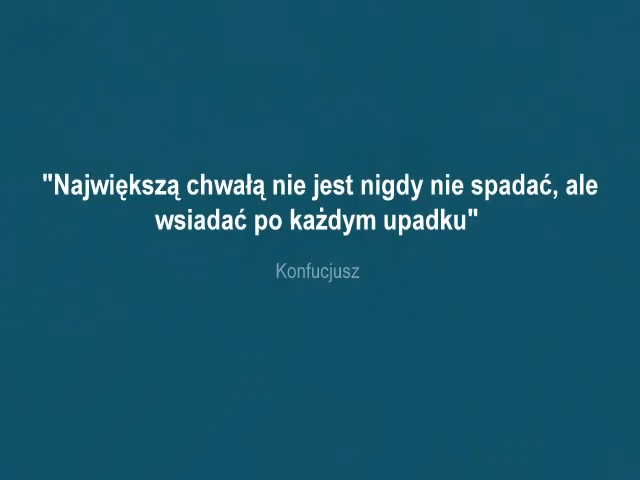 "Największą chwałą nie jest nigdy nie spadać, ale
wsiadać po każdym upadku"
Konfucjusz